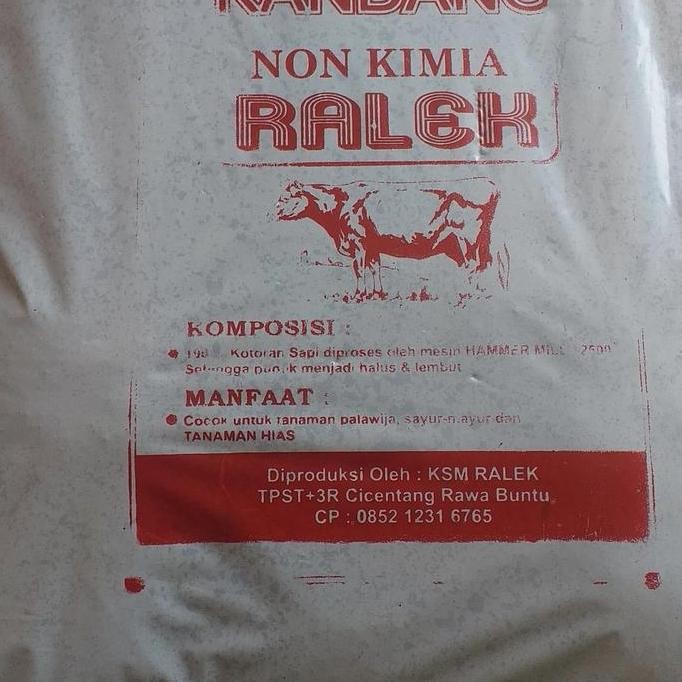 KANDANG
NON KIMIA
RALEK
KOMPOSISI :
Kotoran Sapi diproses oleh mesin HAMMER MILL 2500
Sehingga pupuk menjadi halus & lembut
MANFAAT :
Cocok untuk tanaman palawija, sayur-mayur dan
TANAMAN HIAS
Diproduksi Oleh : KSM RALEK
TPST+3R Cicentang Rawa Buntu
CP : 0852 1231 6765